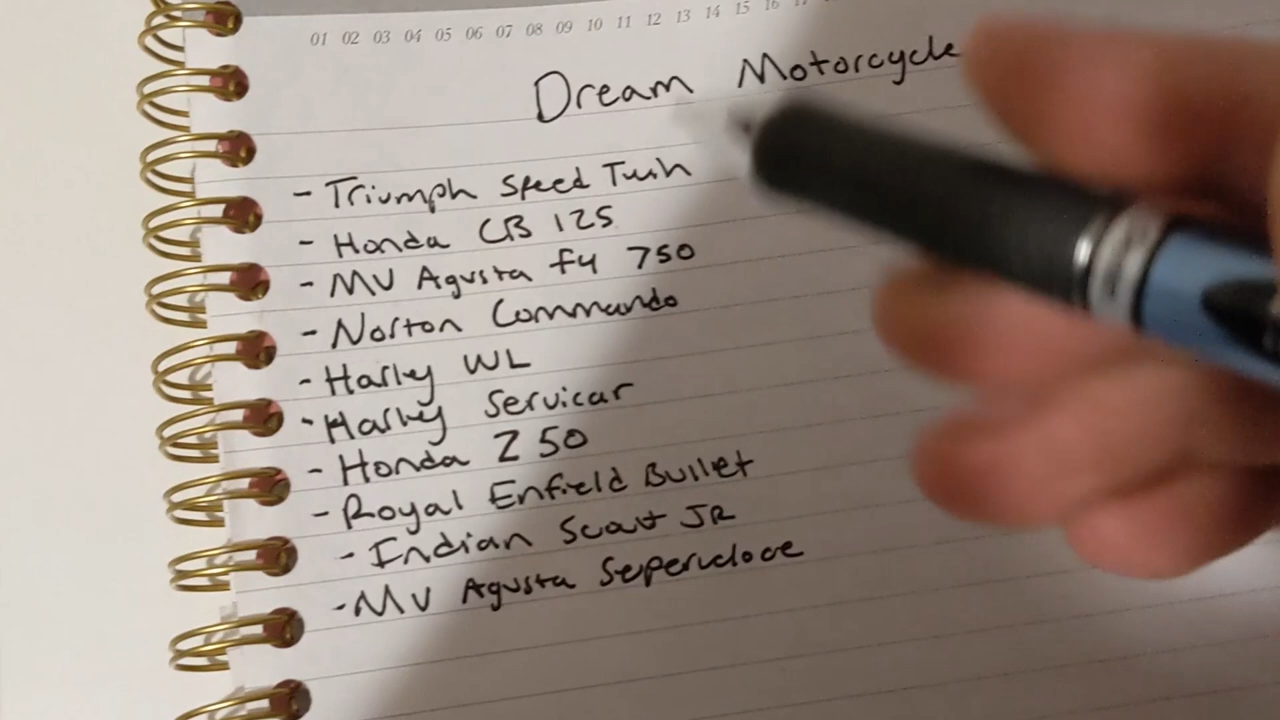 01 02 03 04 05 06 07 08 09 10 11 12 13 14 15 16
Dream Motorcycle
- Triumph Speed Twin
- Honda CB 125
- MV Agusta f4 750
- Norton Commando
- Harley WL
- Harley Servicar
- Honda Z 50
- Royal Enfield Bullet
- Indian Scout JR
- MV Agusta Superveloce